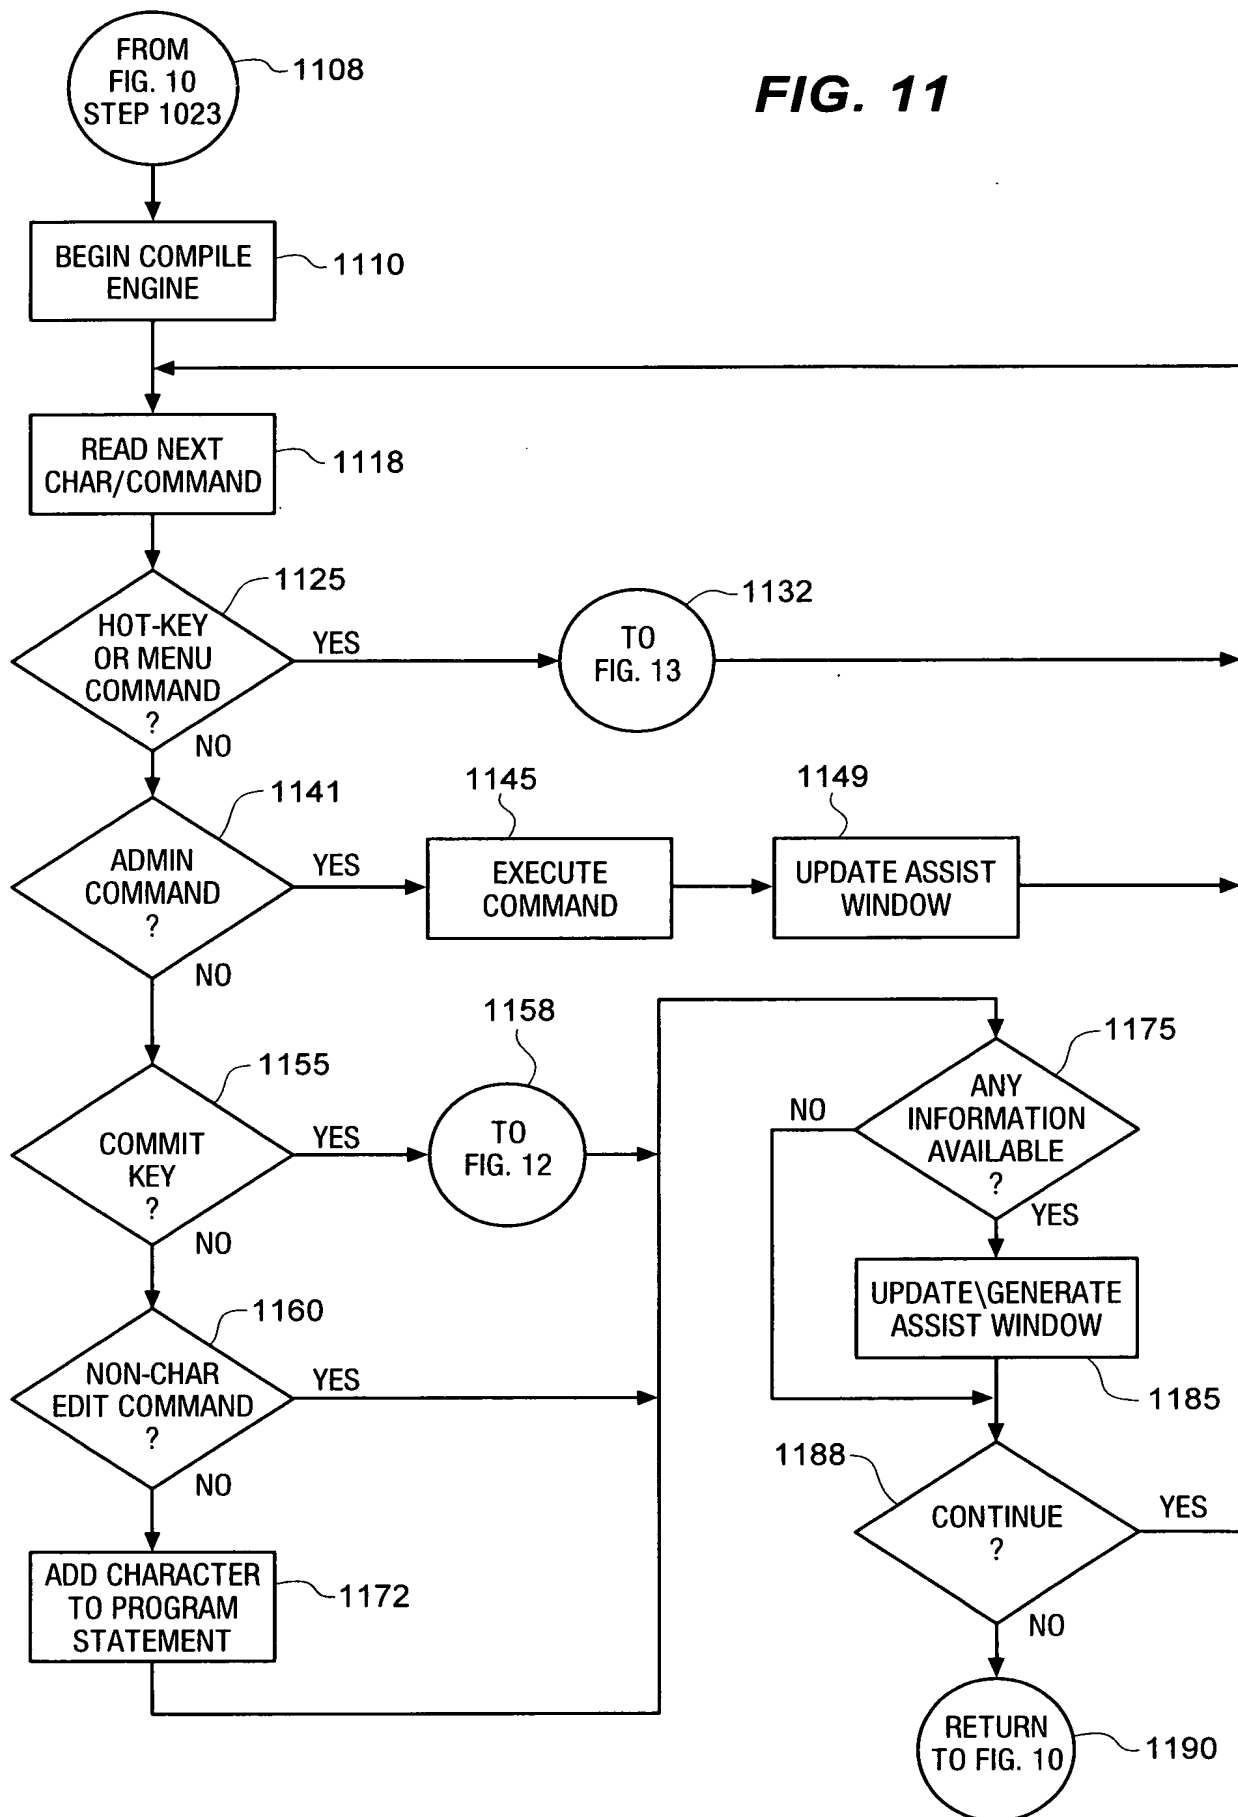 FROM
FIG. 10
STEP 1023
1108
FIG. 11
BEGIN COMPILE
ENGINE
1110
READ NEXT
CHAR/COMMAND
1118
1125
HOT-KEY
OR MENU
COMMAND
?
YES
NO
1132
TO
FIG. 13
1141
ADMIN
COMMAND
?
YES
NO
1145
EXECUTE
COMMAND
1149
UPDATE ASSIST
WINDOW
1155
COMMIT
KEY
?
YES
NO
1158
TO
FIG. 12
1160
NON-CHAR
EDIT COMMAND
?
YES
NO
ADD CHARACTER
TO PROGRAM
STATEMENT
1172
1175
ANY
INFORMATION
AVAILABLE
?
NO
YES
UPDATE\GENERATE
ASSIST WINDOW
1185
1188
CONTINUE
?
YES
NO
RETURN
TO FIG. 10
1190